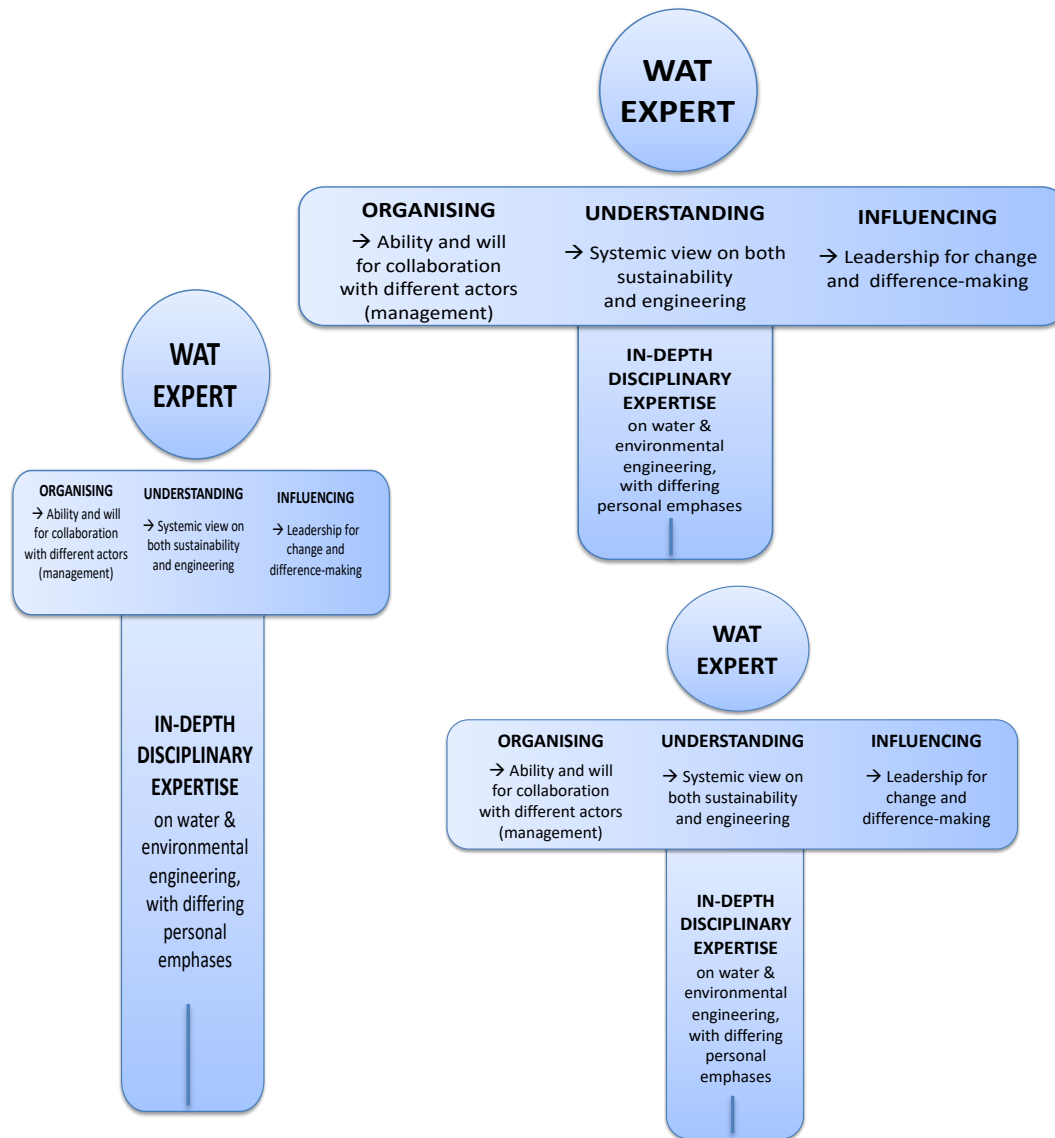 WAT
EXPERT
ORGANISING
→ Ability and will
for collaboration
with different actors
(management)
UNDERSTANDING
→ Systemic view on both
sustainability
and engineering
INFLUENCING
→ Leadership for change
and difference-making
IN-DEPTH
DISCIPLINARY
EXPERTISE
on water &
environmental
engineering,
with differing
personal emphases
WAT
EXPERT
ORGANISING
→ Ability and will
for collaboration
with different actors
(management)
UNDERSTANDING
→ Systemic view on
both sustainability
and engineering
INFLUENCING
→ Leadership for
change and
difference-making
IN-DEPTH
DISCIPLINARY
EXPERTISE
on water &
environmental
engineering,
with differing
personal
emphases
WAT
EXPERT
ORGANISING
→ Ability and will
for collaboration
with different actors
(management)
UNDERSTANDING
→ Systemic view on
both sustainability
and engineering
INFLUENCING
→ Leadership for
change and
difference-making
IN-DEPTH
DISCIPLINARY
EXPERTISE
on water &
environmental
engineering,
with differing
personal
emphases